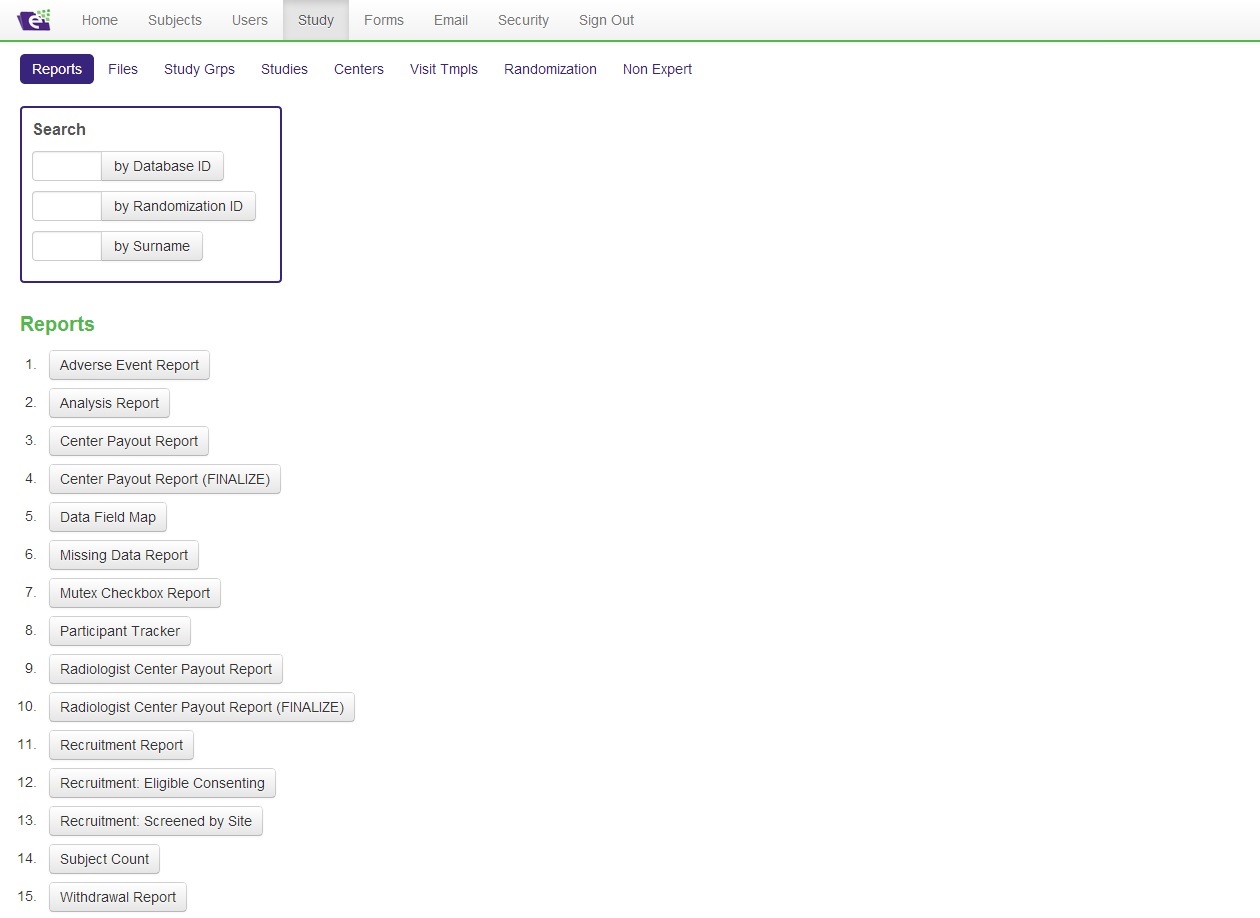 Home Subjects Users Study Forms Email Security Sign Out
Reports Files Study Grps Studies Centers Visit Tmpls Randomization Non Expert
Search
by Database ID
by Randomization ID
by Surname
Reports
1. Adverse Event Report
2. Analysis Report
3. Center Payout Report
4. Center Payout Report (FINALIZE)
5. Data Field Map
6. Missing Data Report
7. Mutex Checkbox Report
8. Participant Tracker
9. Radiologist Center Payout Report
10. Radiologist Center Payout Report (FINALIZE)
11. Recruitment Report
12. Recruitment: Eligible Consenting
13. Recruitment: Screened by Site
14. Subject Count
15. Withdrawal Report